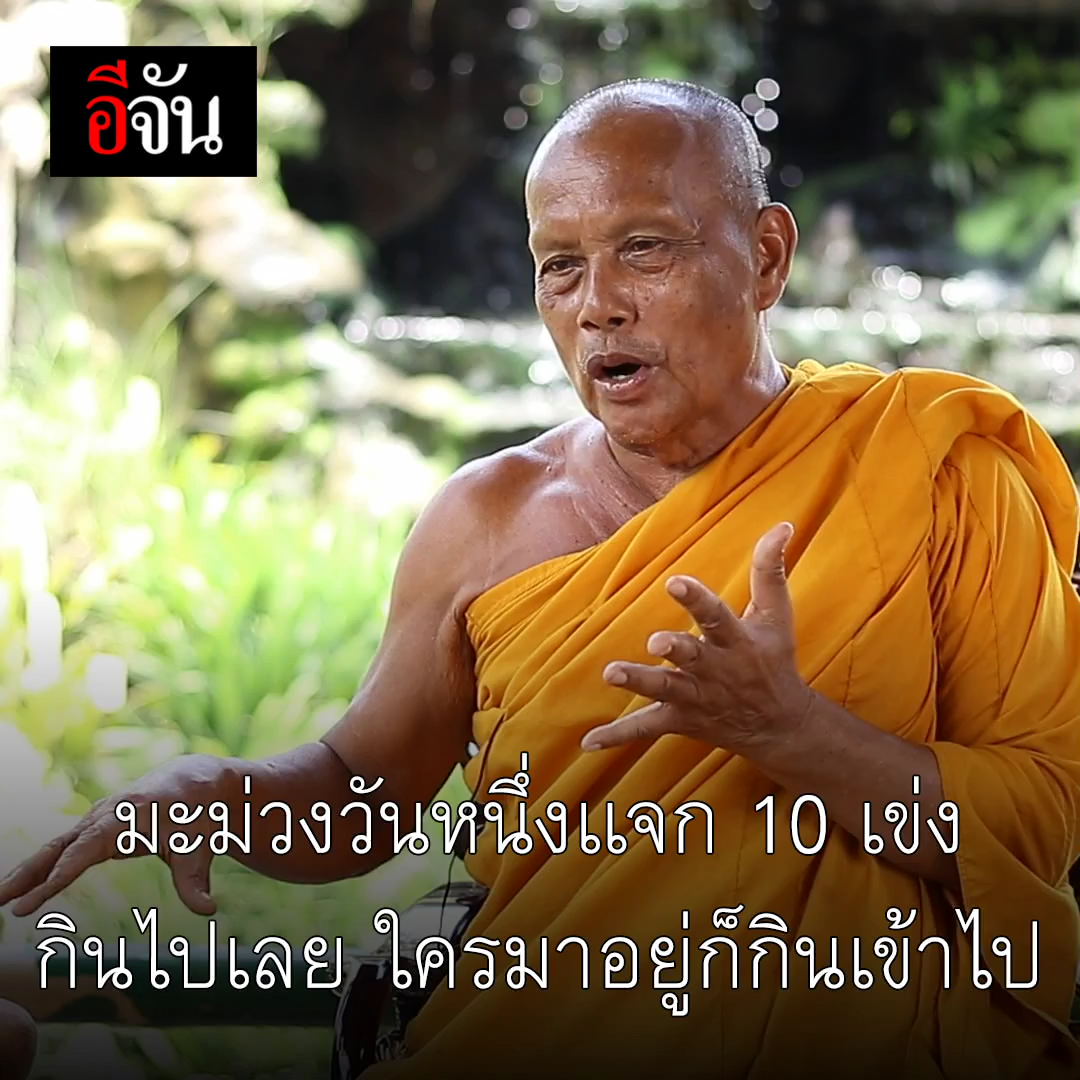 อีจัน
มะม่วงวันหนึ่งแจก 10 เข่ง
กินไปเลย ใครมาอยู่ก็กินเข้าไป